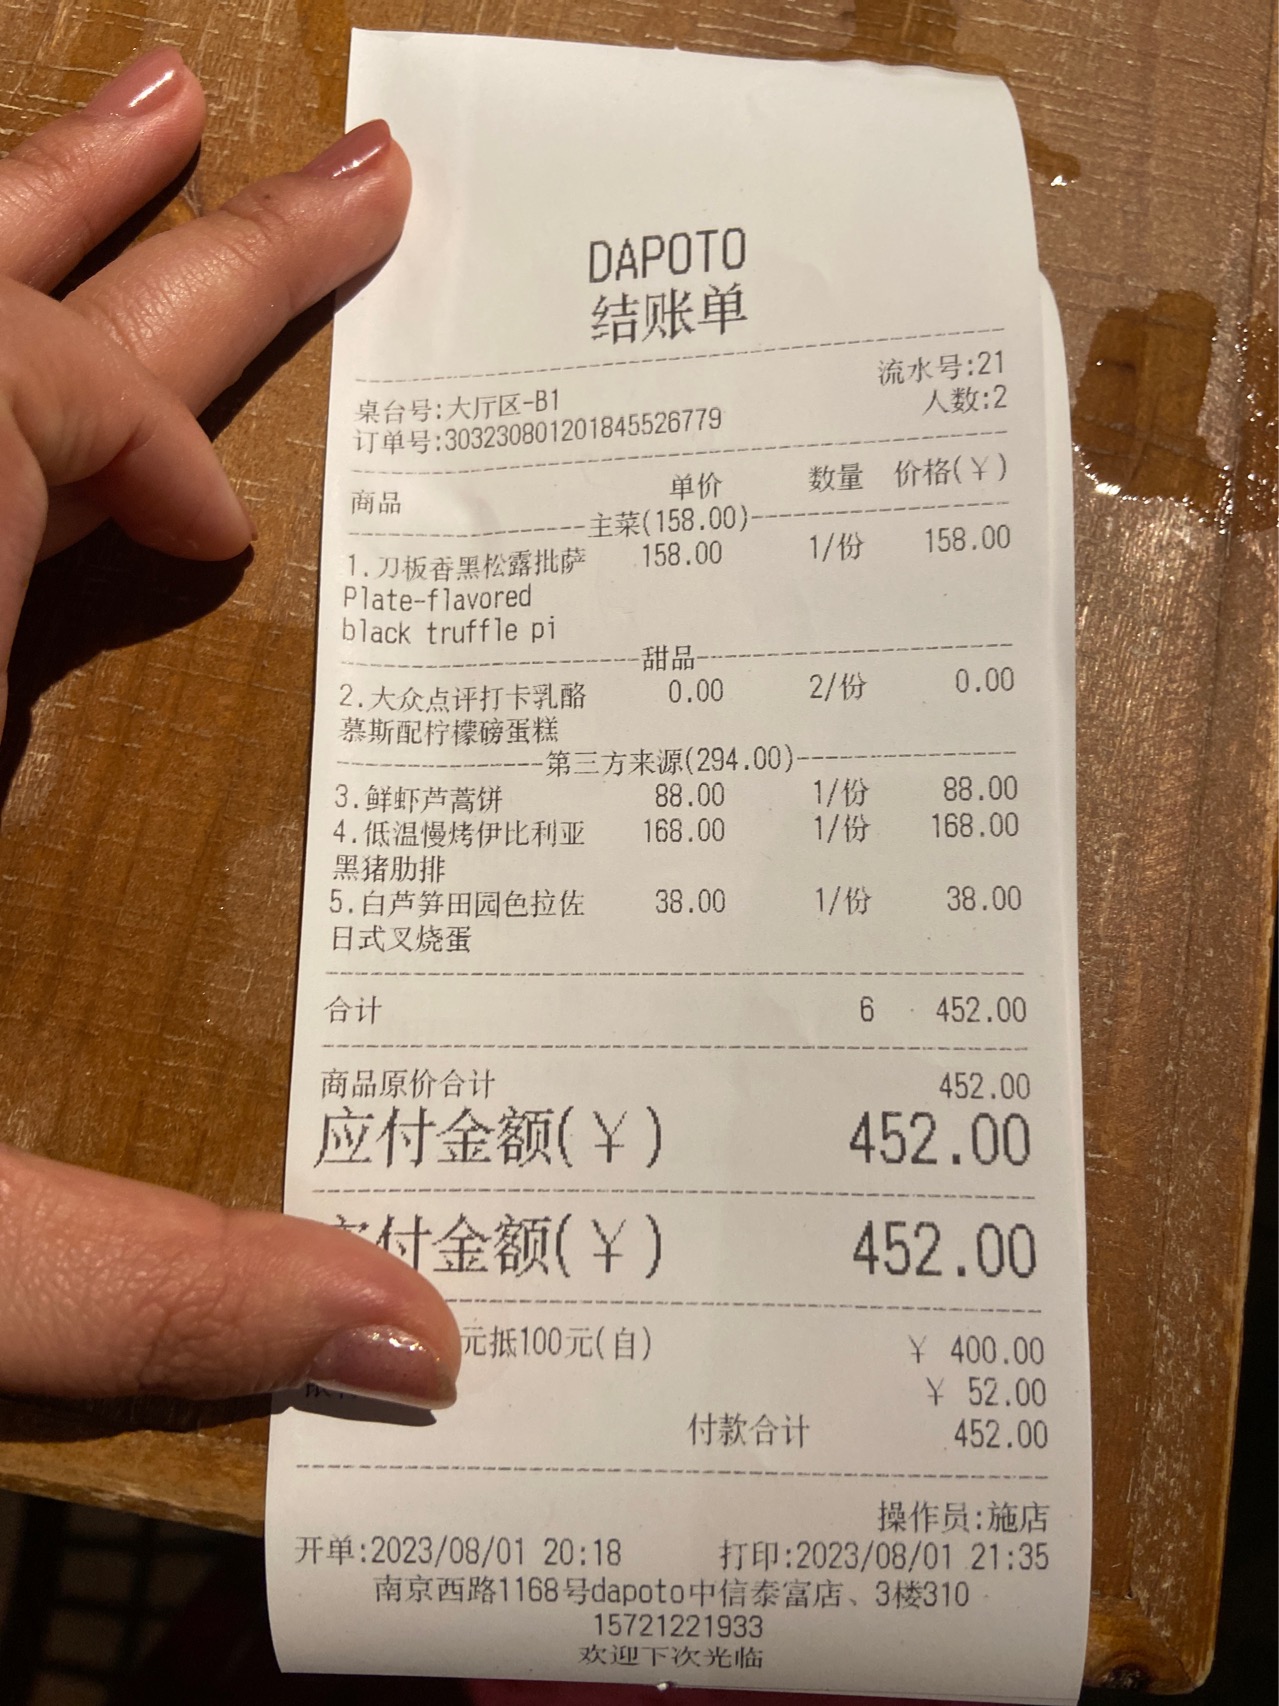 DAPOTO
结账单
流水号:21
桌台号:大厅区-B1
人数:2
订单号:303230801201845526779
商品 单价 数量 价格(￥)
主菜(158.00)
1.刀板香黑松露批萨 158.00 1/份 158.00
Plate-flavored
black truffle pi
甜品
2.大众点评打卡乳酪 0.00 2/份 0.00
慕斯配柠檬磅蛋糕
第三方来源(294.00)
3.鲜虾芦蒿饼 88.00 1/份 88.00
4.低温慢烤伊比利亚 168.00 1/份 168.00
黑猪肋排
5.白芦笋田园色拉佐 38.00 1/份 38.00
日式叉烧蛋
合计 6 452.00
商品原价合计 452.00
应付金额(￥) 452.00
付金额(￥) 452.00
元抵100元(自) ￥ 400.00
￥ 52.00
付款合计 452.00
操作员:施店
开单:2023/08/01 20:18 打印:2023/08/01 21:35
南京西路1168号dapoto中信泰富店、3楼310
15721221933
欢迎下次光临